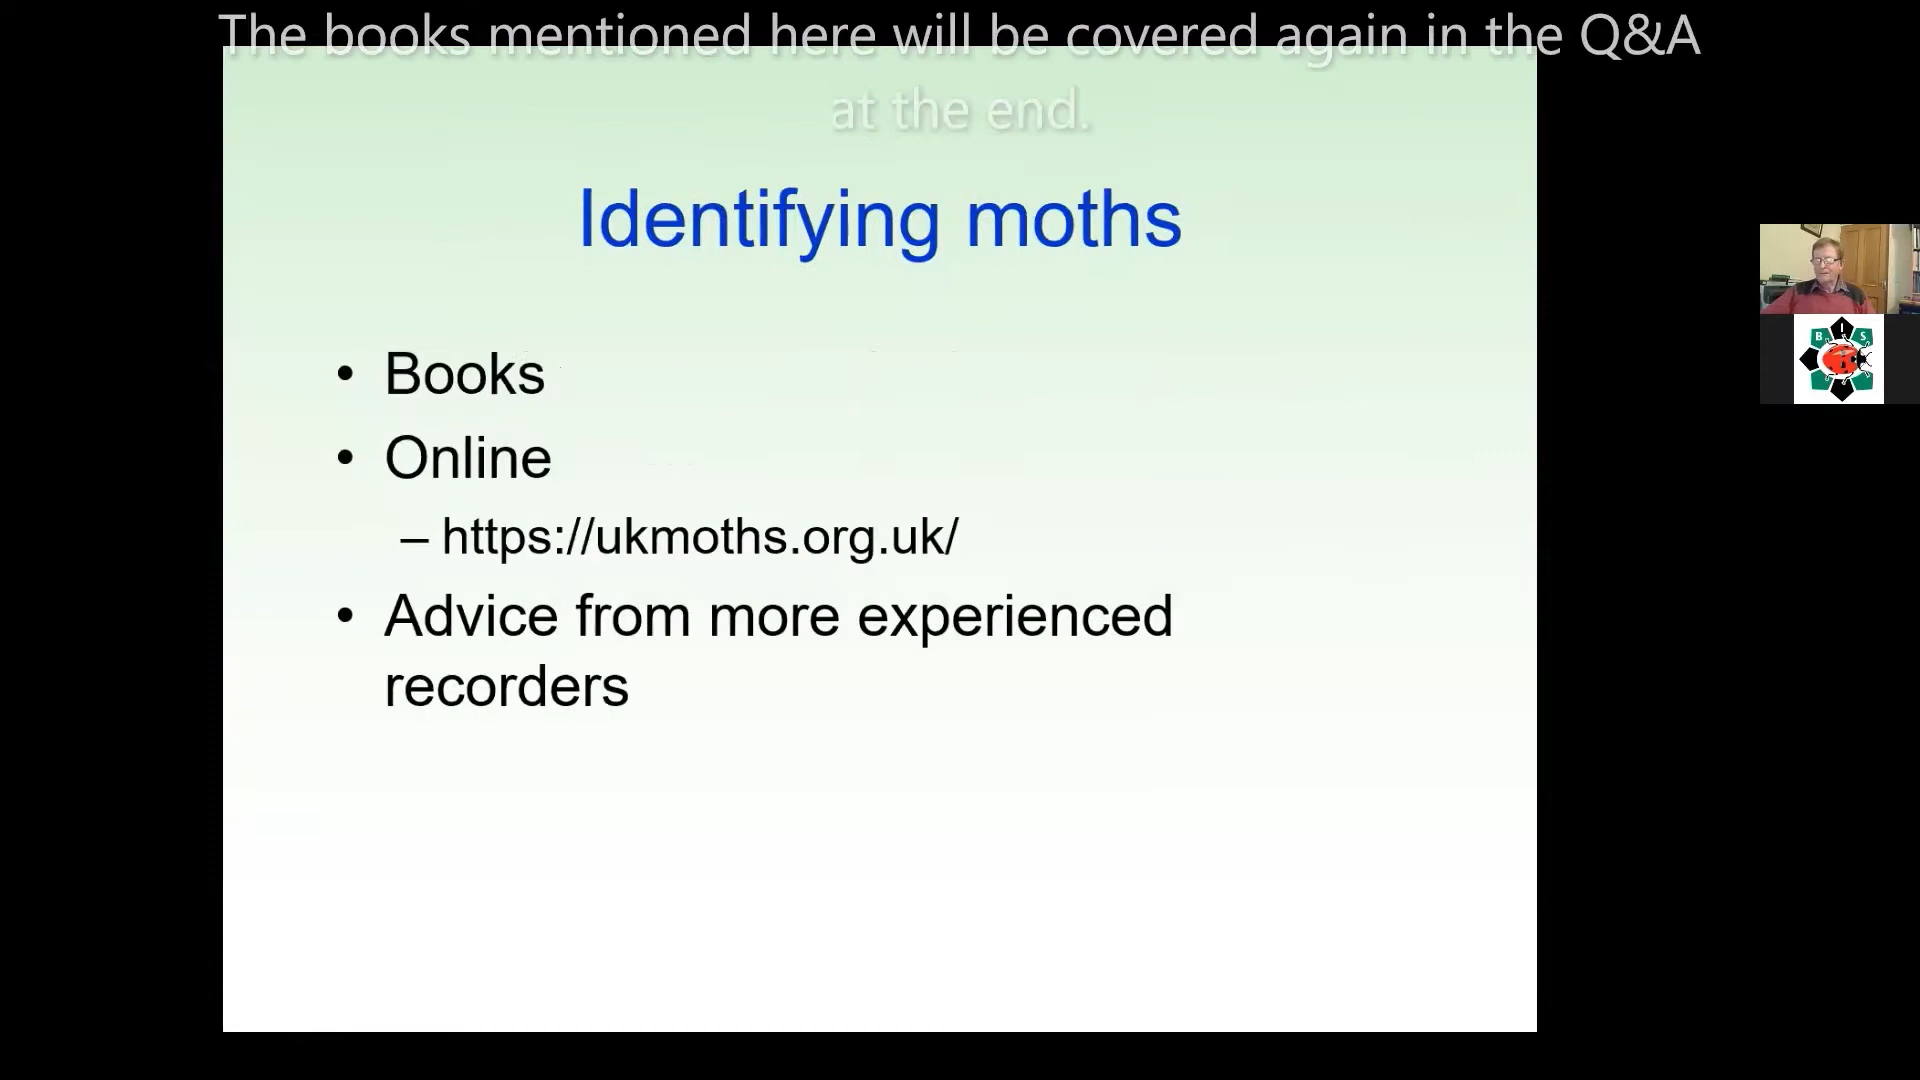 The books mentioned here will be covered again in the Q&A
at the end.
Identifying moths
• Books
• Online
– https://ukmoths.org.uk/
• Advice from more experienced
recorders
B I S